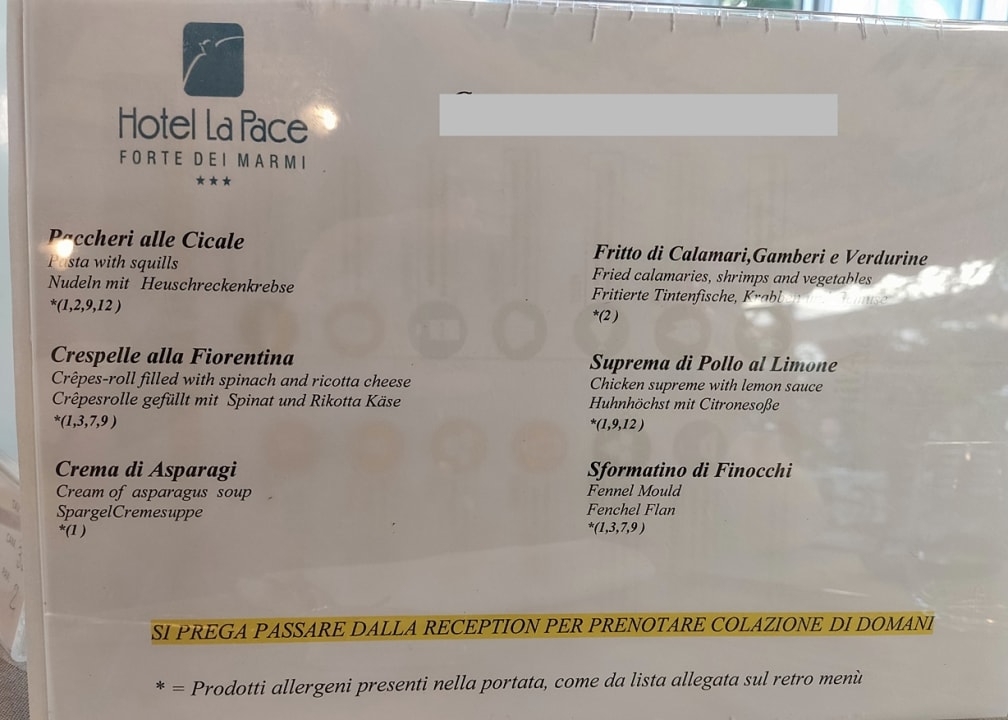 Hotel La Pace
FORTE DEI MARMI
Paccheri alle Cicale
Pasta with squills
Nudeln mit Heuschreckenkrebse
*(1,2,9,12 )
Crespelle alla Fiorentina
Crêpes-roll filled with spinach and ricotta cheese
Crêpesrolle gefüllt mit Spinat und Rikotta Käse
*(1,3,7,9 )
Crema di Asparagi
Cream of asparagus soup
SpargelCremesuppe
*(1 )
Fritto di Calamari,Gamberi e Verdurine
Fried calamaries, shrimps and vegetables
Fritierte Tintenfische,
*(2 )
Suprema di Pollo al Limone
Chicken supreme with lemon sauce
Huhnhöchst mit Citronesoße
*(1,9,12 )
Sformatino di Finocchi
Fennel Mould
Fenchel Flan
*(1,3,7,9 )
SI PREGA PASSARE DALLA RECEPTION PER PRENOTARE COLAZIONE DI DOMANI
* = Prodotti allergeni presenti nella portata, come da lista allegata sul retro menù